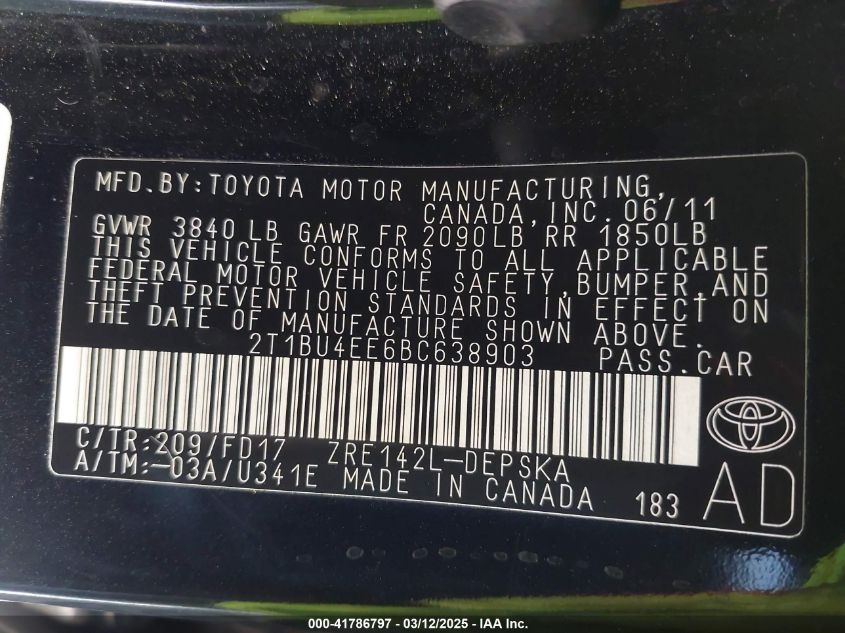 MFD.BY:TOYOTA MOTOR MANUFACTURING,
CANADA,INC. 06/11
GVWR 3840LB GAWR FR 2090LB RR 1850LB
THIS VEHICLE CONFORMS TO ALL APPLICABLE
FEDERAL MOTOR VEHICLE SAFETY,BUMPER,AND
THEFT PREVENTION STANDARDS IN EFFECT ON
THE DATE OF MANUFACTURE SHOWN ABOVE.
2T1BU4EE6BC638903 PASS.CAR
C/TR:209/FD17 ZRE142L-DEPSKA
A/TM:-03A/U341E MADE IN CANADA 183 AD
000-41786797 - 03/12/2025 - IAA Inc.